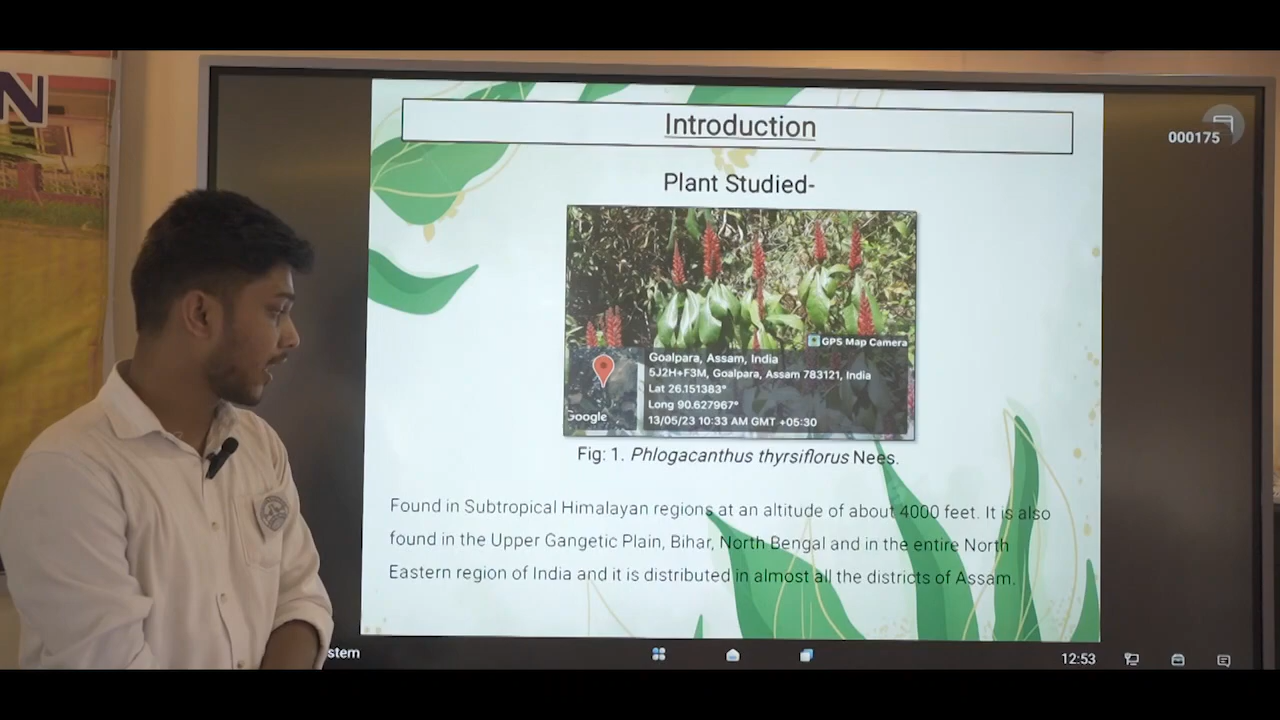 N
000175
Introduction
Plant Studied-
GPS Map Camera
Goalpara, Assam, India
5J2H+F3M, Goalpara, Assam 783121, India
Lat 26.151383°
Long 90.627967°
13/05/23 10:33 AM GMT +05:30
Google
Fig: 1. Phlogacanthus thyrsiflorus Nees.
Found in Subtropical Himalayan regions at an altitude of about 4000 feet. It is also
found in the Upper Gangetic Plain, Bihar, North Bengal and in the entire North
Eastern region of India and it is distributed in almost all the districts of Assam.
stem
12:53